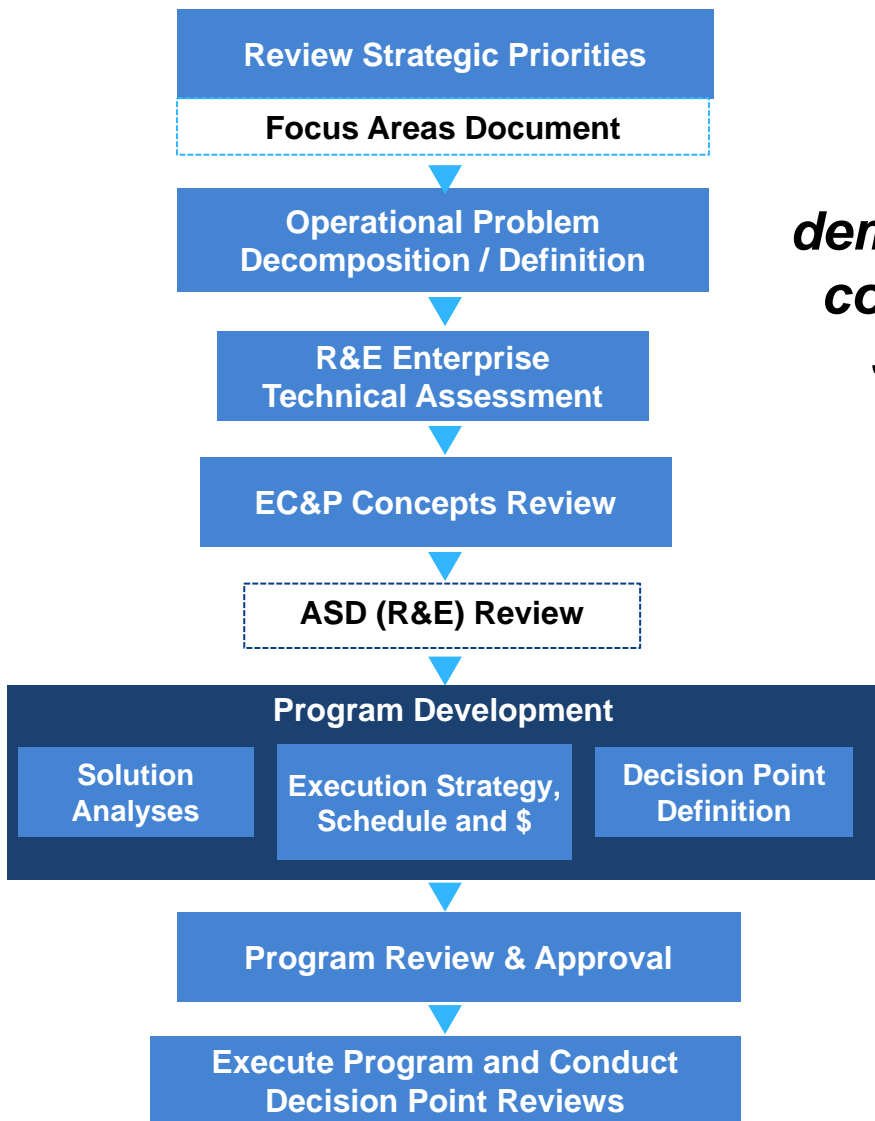 Review Strategic Priorities
Focus Areas Document
Operational Problem
Decomposition / Definition
R&E Enterprise
Technical Assessment
EC&P Concepts Review
ASD (R&E) Review
Program Development
Solution
Analyses
Execution Strategy,
Schedule and $
Decision Point
Definition
Program Review & Approval
Execute Program and Conduct
Decision Point Reviews